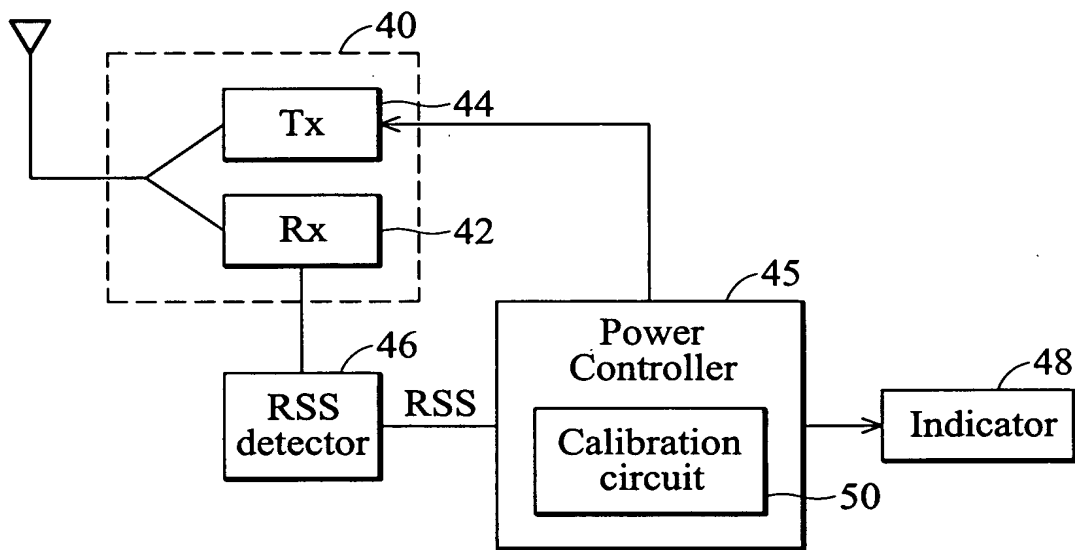 40
Tx
44
Rx
42
45
Power
Controller
46
RSS
detector
RSS
48
Indicator
Calibration
circuit
50